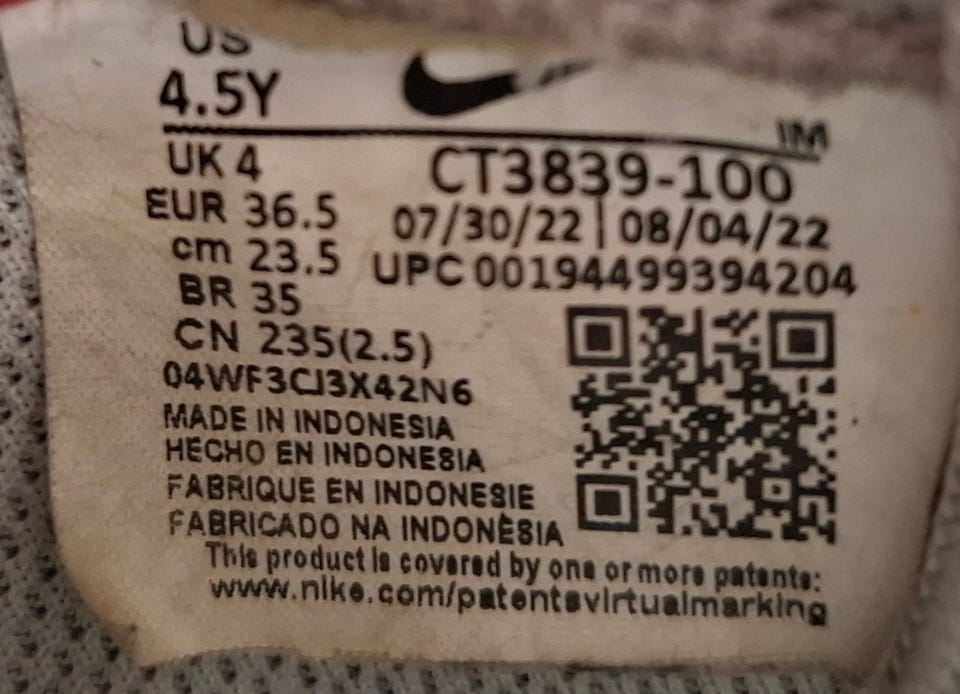 US
4.5Y
IM
UK 4
CT3839-100
EUR 36.5
07/30/22 | 08/04/22
cm 23.5
UPC 00194499394204
BR 35
CN 235(2.5)
04WF3CJ3X42N6
MADE IN INDONESIA
HECHO EN INDONESIA
FABRIQUE EN INDONESIE
FABRICADO NA INDONÈSIA
This product is covered by one or more patents:
www.nike.com/patentsvirtualmarking